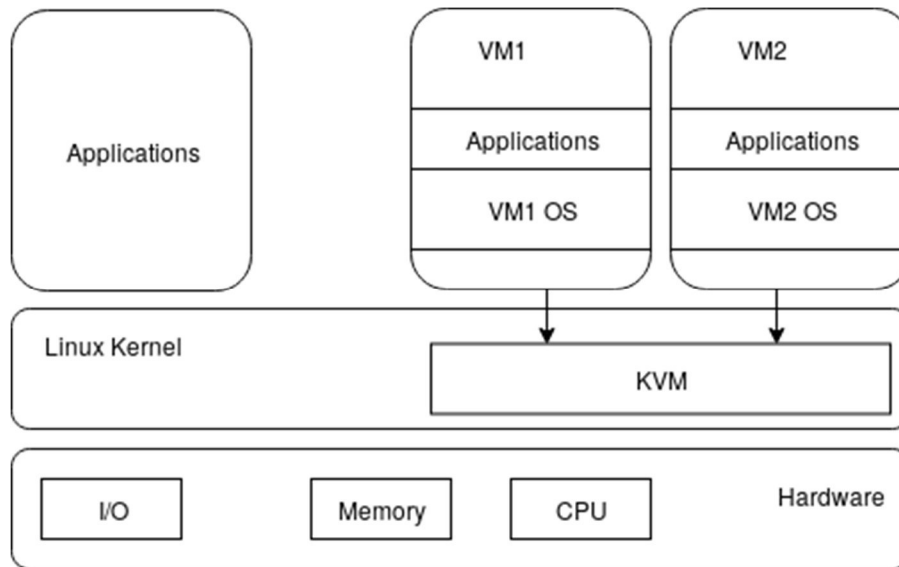 VM1
VM2
Applications
Applications
Applications
VM1 OS
VM2 OS
Linux Kernel
KVM
I/O
Memory
CPU
Hardware